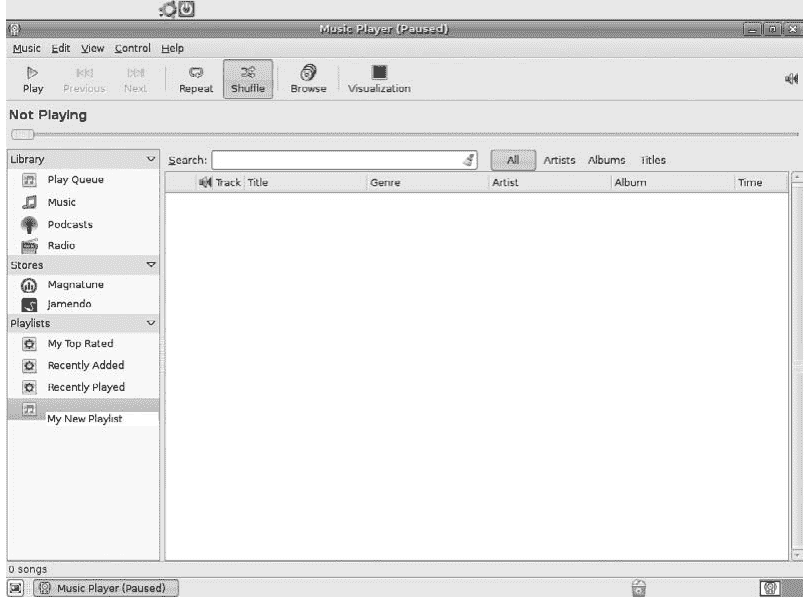 Music Player (Paused)
Music Edit View Control Help
Play Previous Next Repeat Shuffle Browse Visualization
Not Playing
Library
Play Queue
Music
Podcasts
Radio
Stores
Magnatune
Jamendo
Playlists
My Top Rated
Recently Added
Recently Played
My New Playlist
Search: All Artists Albums Titles
Track Title Genre Artist Album Time
0 songs
Music Player (Paused)